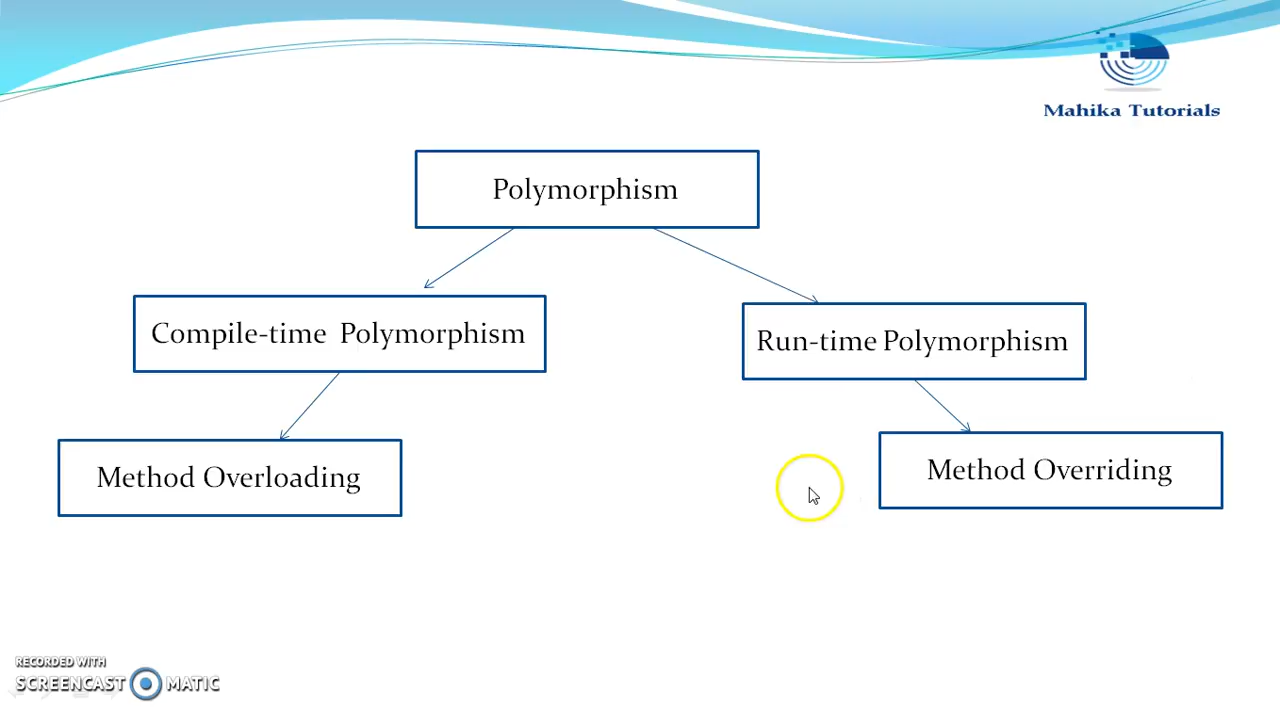 Mahika Tutorials
Polymorphism
Compile-time Polymorphism
Run-time Polymorphism
Method Overloading
Method Overriding
RECORDED WITH
SCREENCAST MATIC